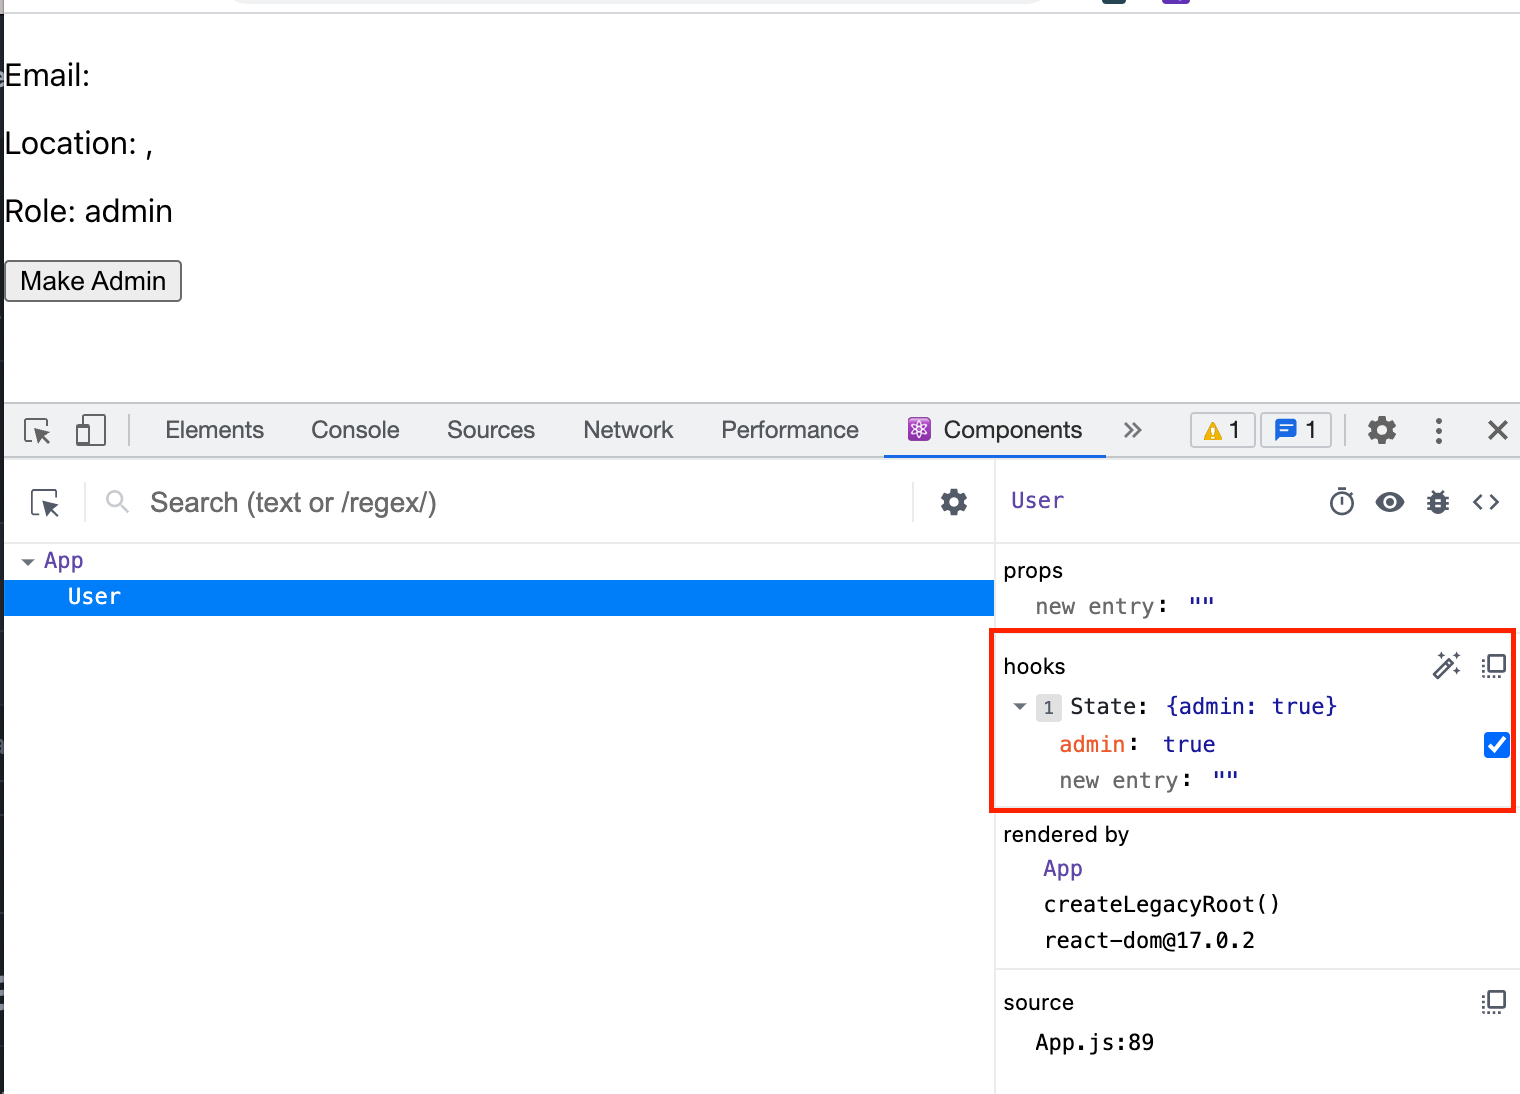 Email:
Location: ,
Role: admin
Make Admin
Elements Console Sources Network Performance Components 1 1
Search (text or /regex/)
User
App
User
props
new entry: ""
hooks
1 State: {admin: true}
admin: true
new entry: ""
rendered by
App
createLegacyRoot()
react-dom@17.0.2
source
App.js:89